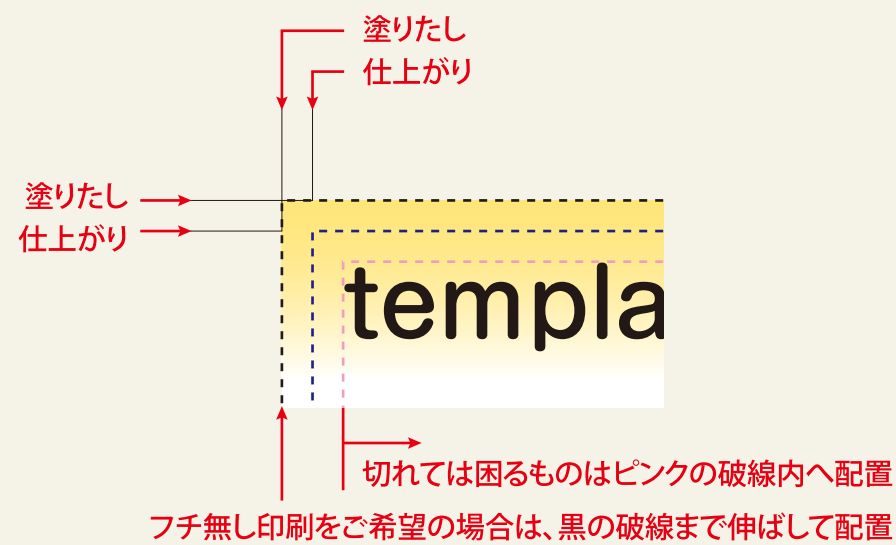 塗りたし
仕上がり
塗りたし
仕上がり
templa
切れては困るものはピンクの破線内へ配置
フチ無し印刷をご希望の場合は、黒の破線まで伸ばして配置